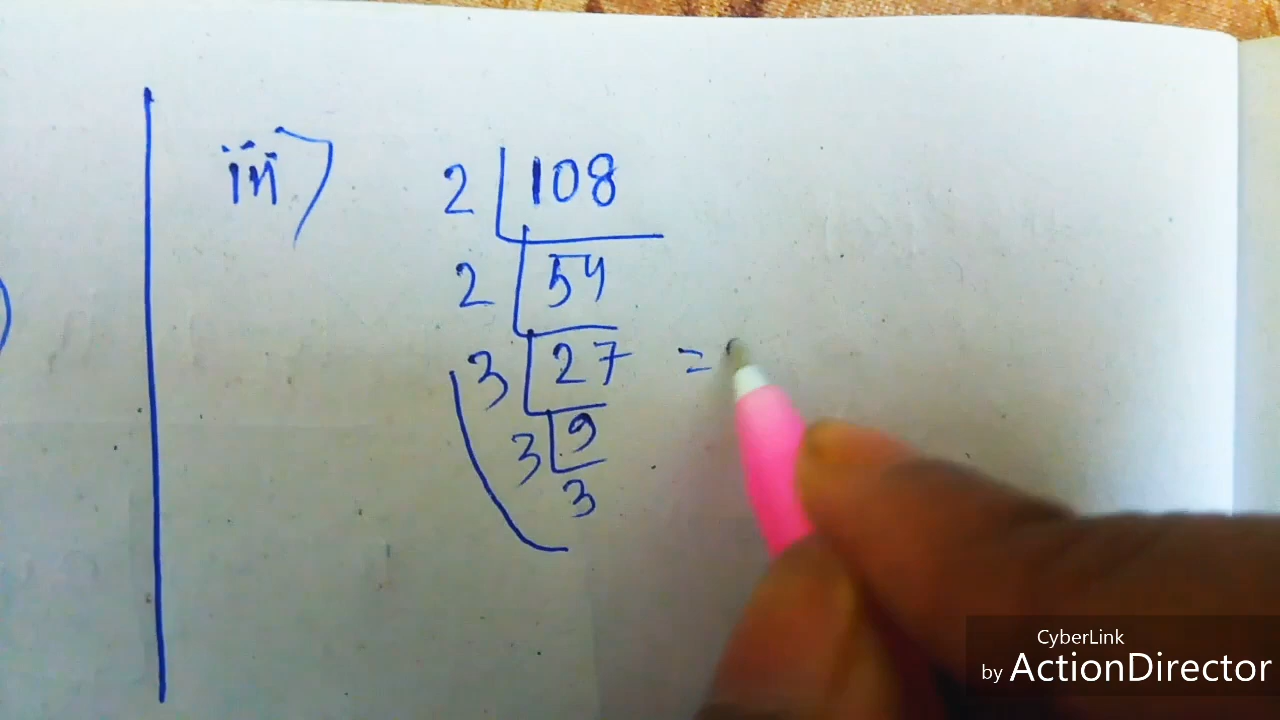 iii) 2 108
2 54
3 27 =
3 9
3
CyberLink
by ActionDirector